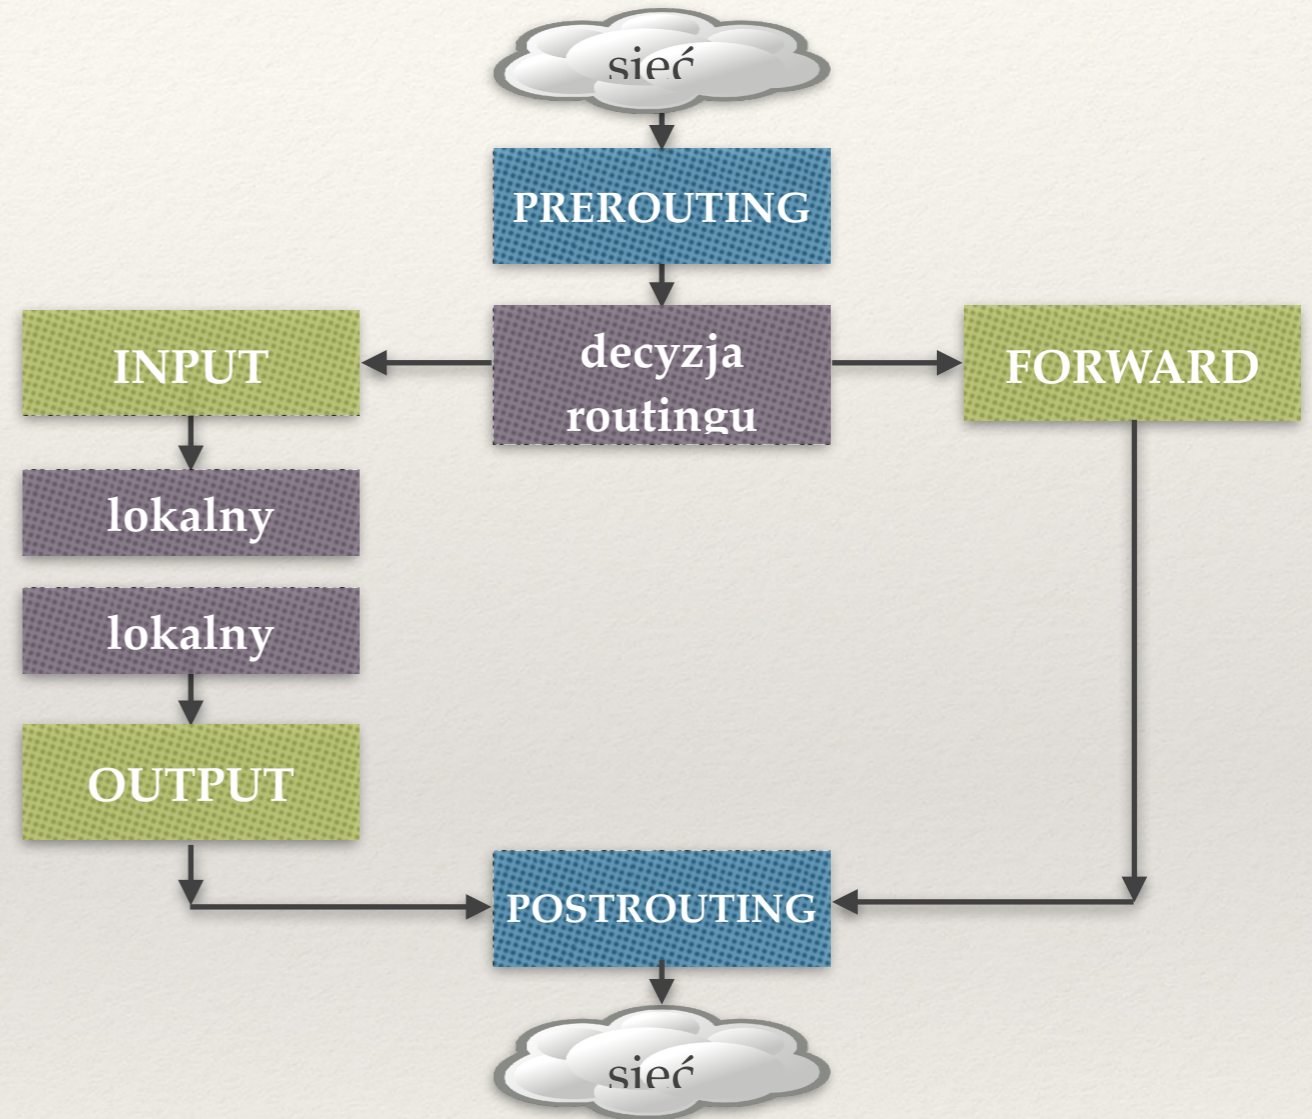 sieć
PREROUTING
INPUT
decyzja
routingu
FORWARD
lokalny
lokalny
OUTPUT
POSTROUTING
sieć